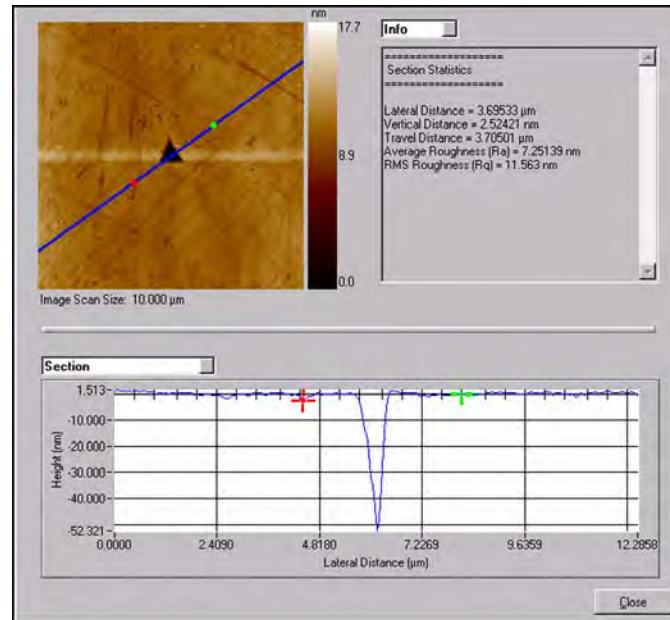 nm
17.7
8.9
0.0
Image Scan Size: 10.000 µm
Info
===================
Section Statistics
===================
Lateral Distance = 3.69533 µm
Vertical Distance = 2.52421 nm
Travel Distance = 3.70501 µm
Average Roughness (Ra) = 7.25139 nm
RMS Roughness (Rq) = 11.563 nm
Section
Height (nm)
1.513
-10.000
-20.000
-30.000
-40.000
-52.321
0.0000 2.4090 4.8180 7.2269 9.6359 12.2858
Lateral Distance (µm)
Close